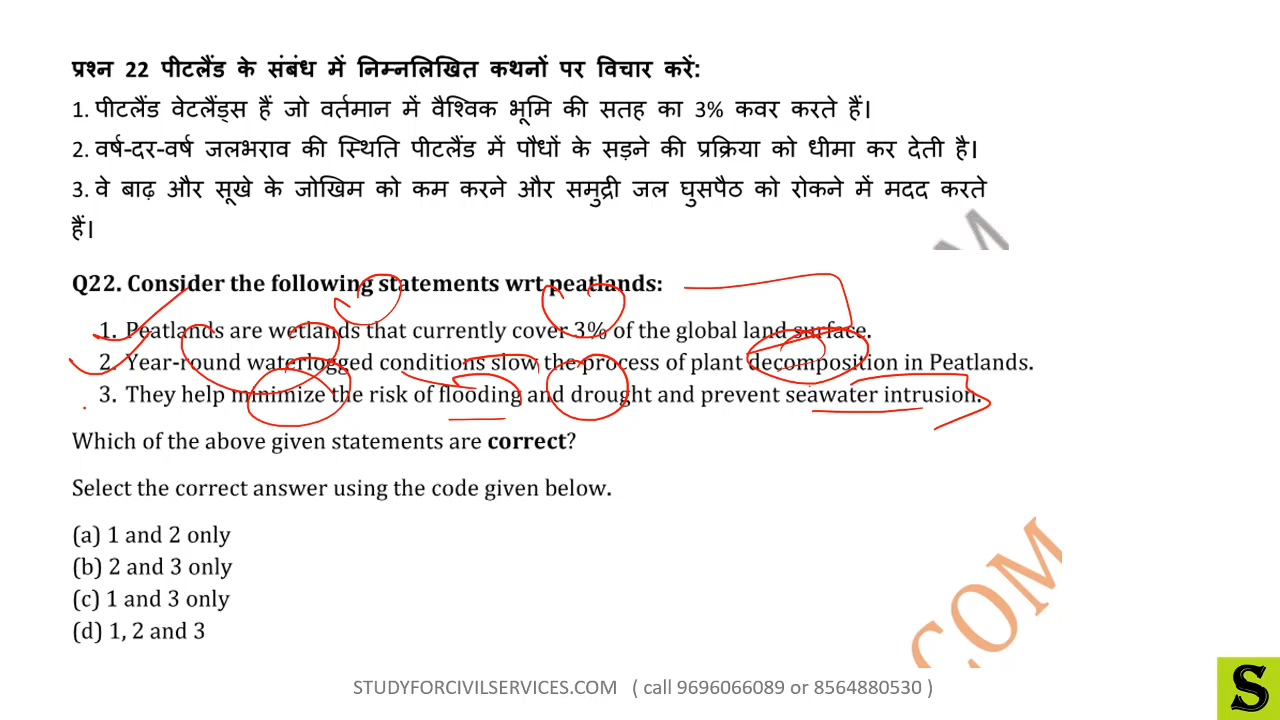 प्रश्न 22 पीटलैंड के संबंध में निम्नलिखित कथनों पर विचार करें:
1. पीटलैंड वेटलैंड्स हैं जो वर्तमान में वैश्विक भूमि की सतह का 3% कवर करते हैं।
2. वर्ष-दर-वर्ष जलभराव की स्थिति पीटलैंड में पौधों के सड़ने की प्रक्रिया को धीमा कर देती है।
3. वे बाढ़ और सूखे के जोखिम को कम करने और समुद्री जल घुसपैठ को रोकने में मदद करते
हैं।
OM
Q22. Consider the following statements wrt peatlands:
1. Peatlands are wetlands that currently cover 3% of the global land surface.
2. Year-round waterlogged conditions slow the process of plant decomposition in Peatlands.
3. They help minimize the risk of flooding and drought and prevent seawater intrusion.
Which of the above given statements are correct?
Select the correct answer using the code given below.
(a) 1 and 2 only
(b) 2 and 3 only
(c) 1 and 3 only
(d) 1, 2 and 3
.COM
STUDYFORCIVILSERVICES.COM ( call 9696066089 or 8564880530 )
S